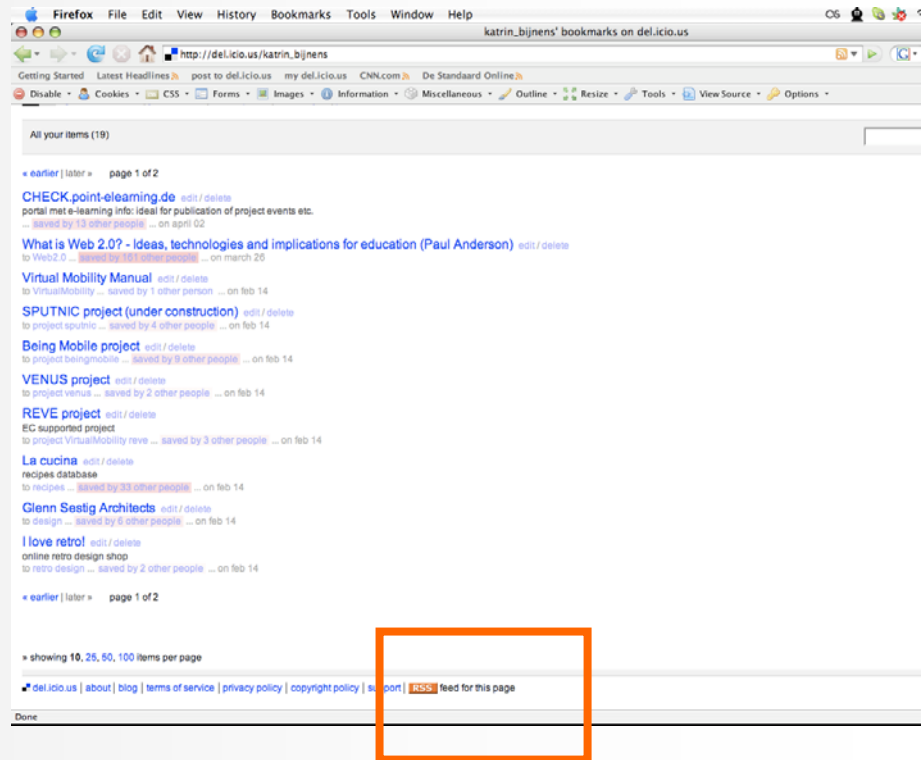 Firefox File Edit View History Bookmarks Tools Window Help
katrin_bijnens' bookmarks on del.icio.us
http://del.icio.us/katrin_bijnens
Getting Started Latest Headlines post to del.icio.us my del.icio.us CNN.com De Standaard Online
Disable Cookies CSS Forms Images Information Miscellaneous Outline Resize Tools View Source Options
All your items (19)
« earlier | later » page 1 of 2
CHECK.point-elearning.de edit / delete
portal met e-learning info: ideal for publication of project events etc.
... saved by 13 other people ... on april 02
What is Web 2.0? - Ideas, technologies and implications for education (Paul Anderson) edit / delete
to Web2.0 ... saved by 161 other people ... on march 26
Virtual Mobility Manual edit / delete
to VirtualMobility ... saved by 1 other person ... on feb 14
SPUTNIC project (under construction) edit / delete
to project sputnic ... saved by 4 other people ... on feb 14
Being Mobile project edit / delete
to project beingmobile ... saved by 9 other people ... on feb 14
VENUS project edit / delete
to project venus ... saved by 2 other people ... on feb 14
REVE project edit / delete
EC supported project
to project VirtualMobility reve ... saved by 3 other people ... on feb 14
La cucina edit / delete
recipes database
to recipes ... saved by 33 other people ... on feb 14
Glenn Sestig Architects edit / delete
to design ... saved by 6 other people ... on feb 14
I love retro! edit / delete
online retro design shop
to retro design ... saved by 2 other people ... on feb 14
« earlier | later » page 1 of 2
» showing 10, 25, 50, 100 items per page
del.icio.us | about | blog | terms of service | privacy policy | copyright policy | support | RSS feed for this page
Done